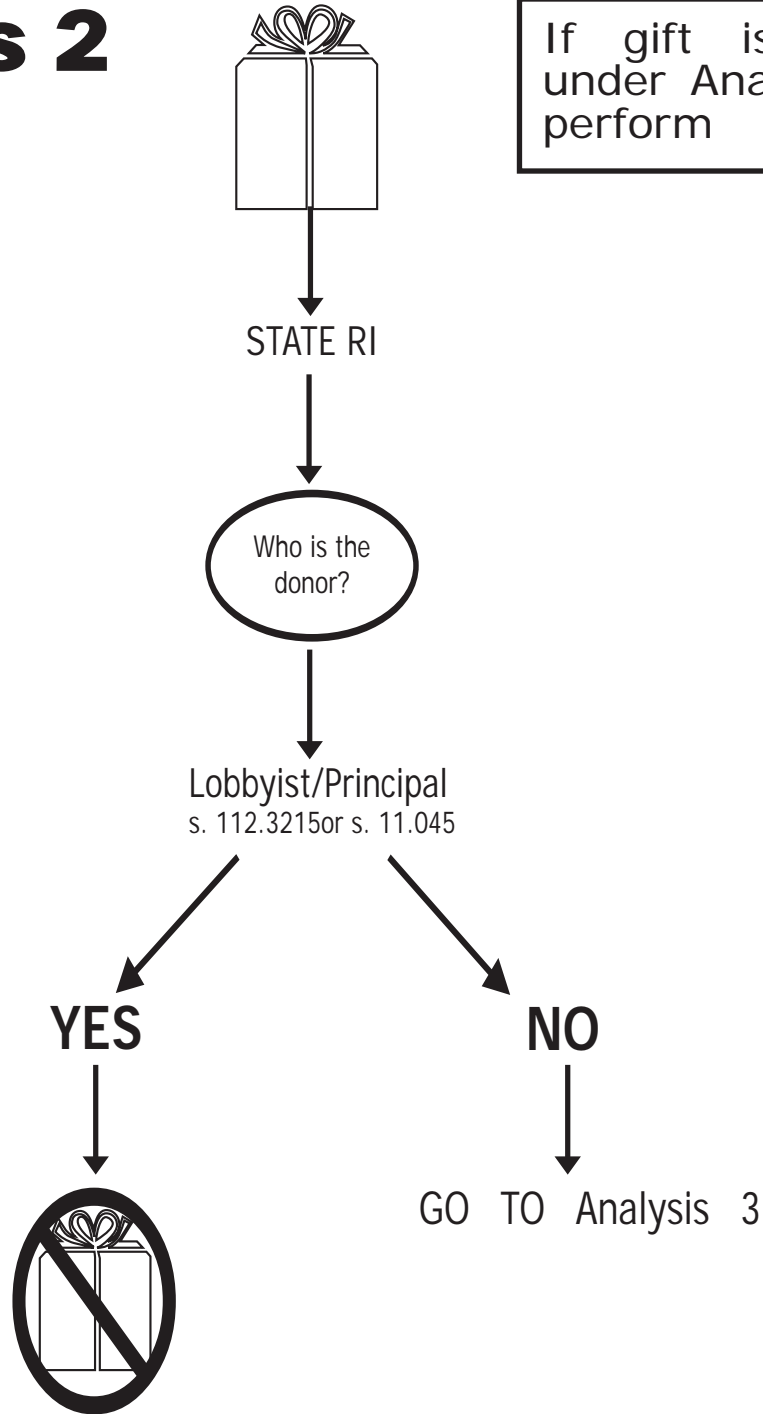 s 2
If gift is
under Ana
perform
STATE RI
Who is the
donor?
Lobbyist/Principal
s. 112.3215or s. 11.045
YES
NO
GO TO Analysis 3